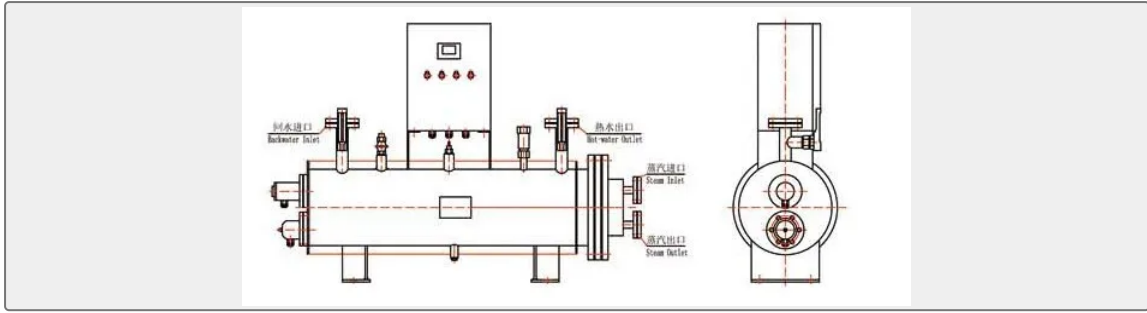 回水进口
Backwater Inlet
热水出口
Hot-water Outlet
蒸汽进口
Steam Inlet
蒸汽出口
Steam Outlet